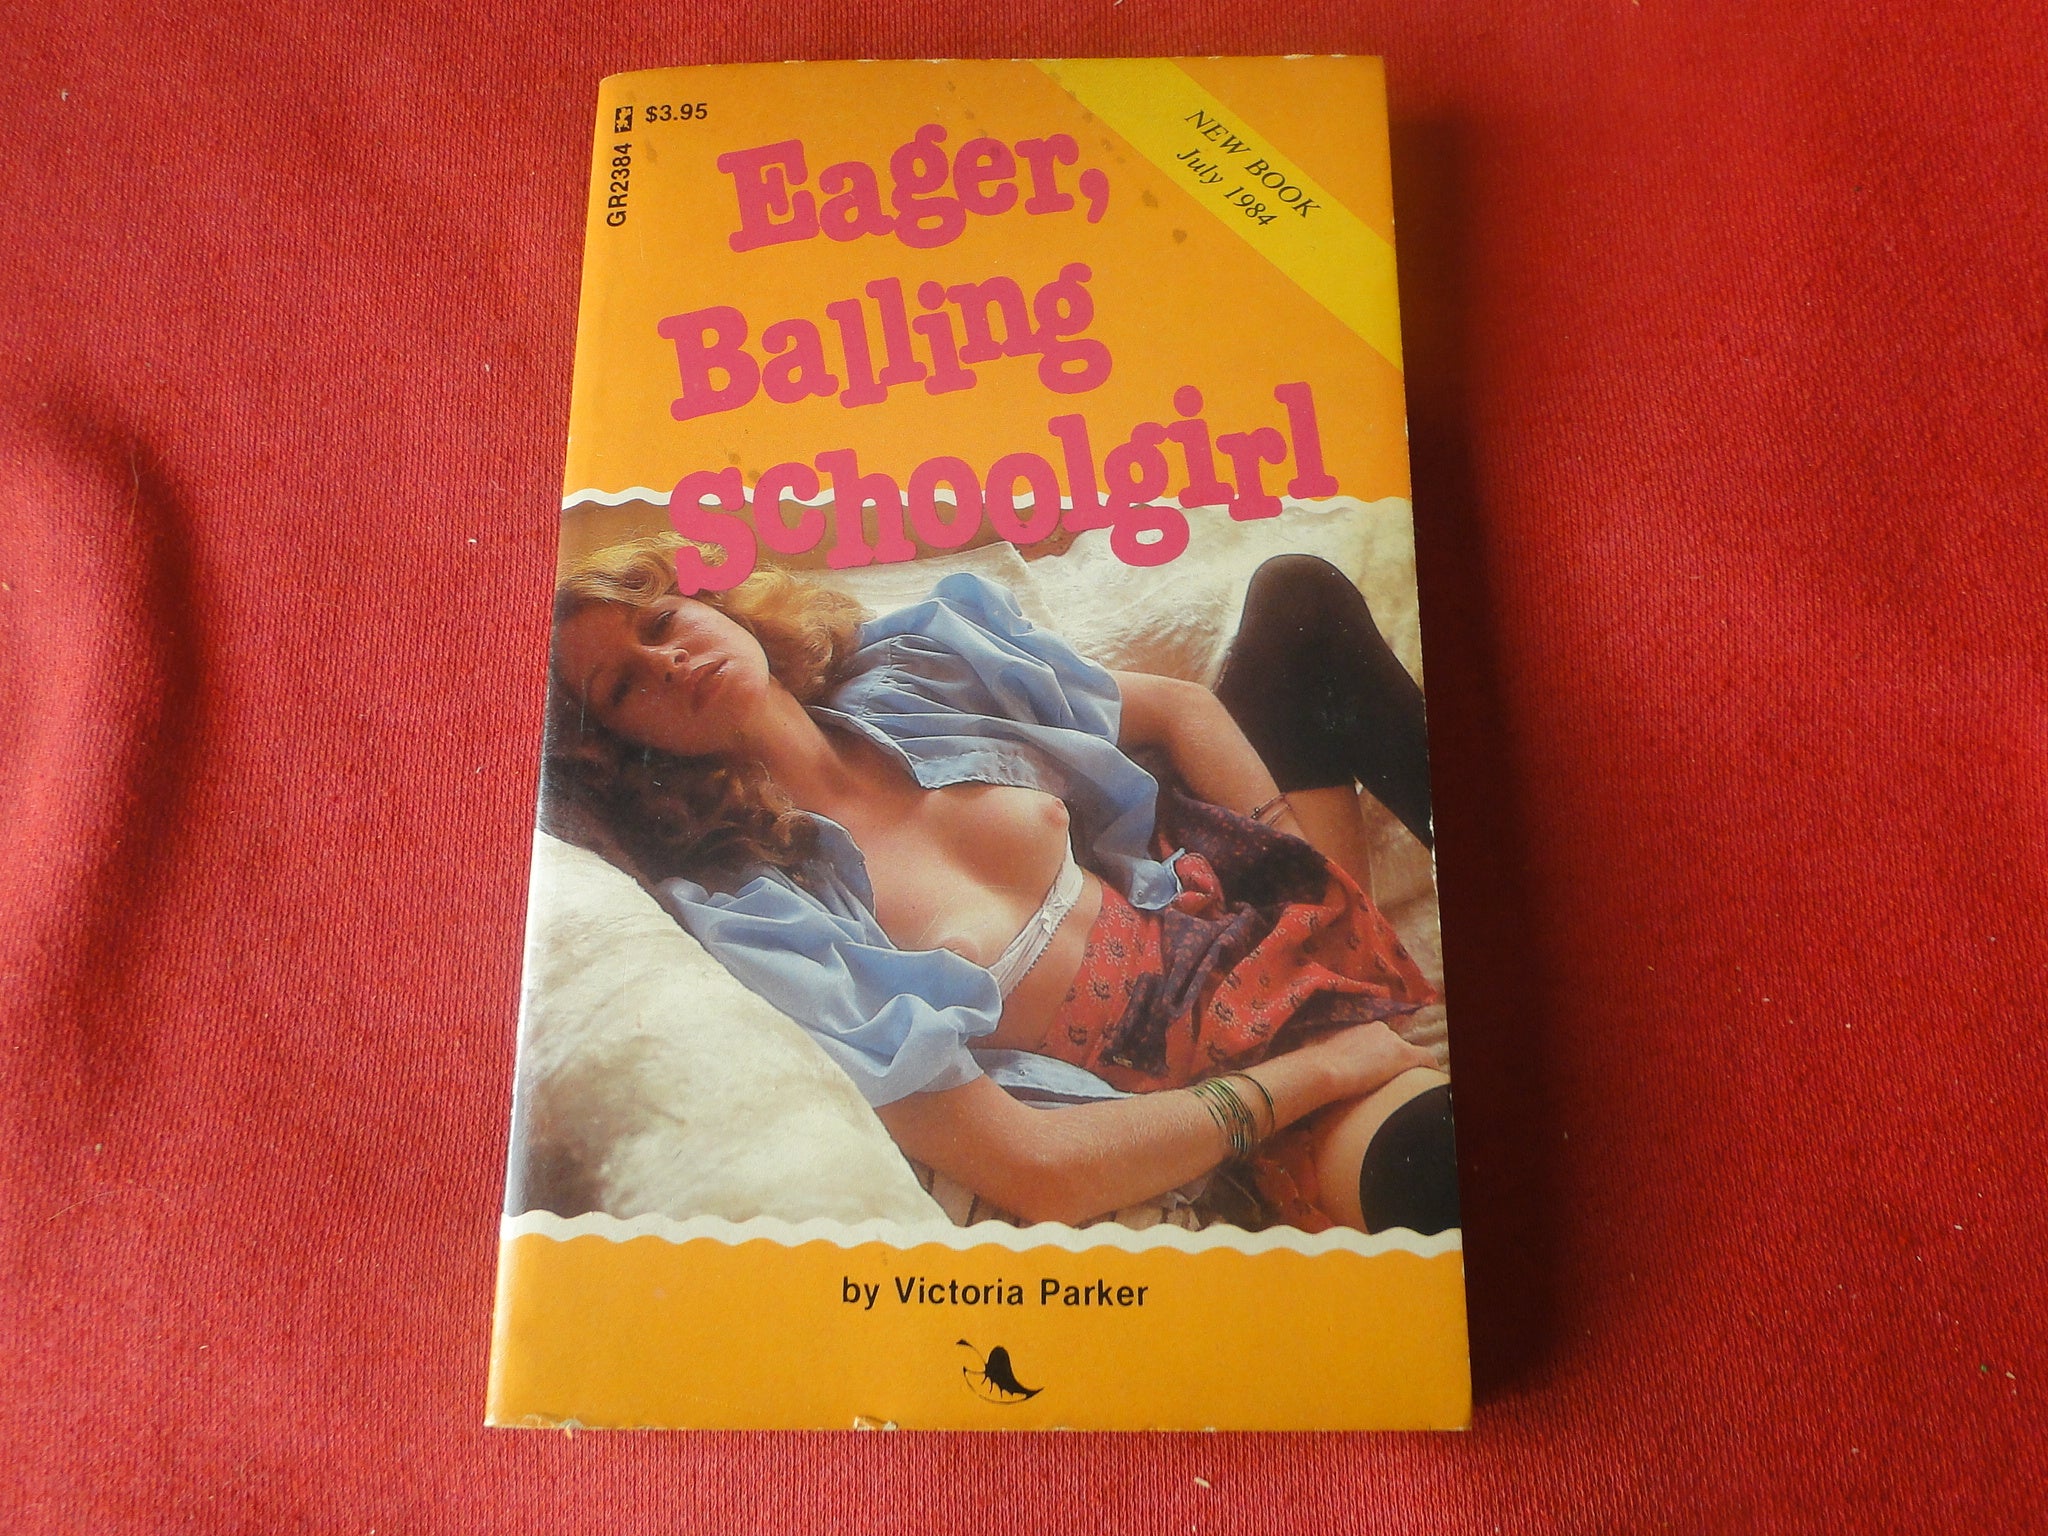 GR2384
$3.95
NEW BOOK
July 1984
Eager,
Balling
schoolgirl
by Victoria Parker